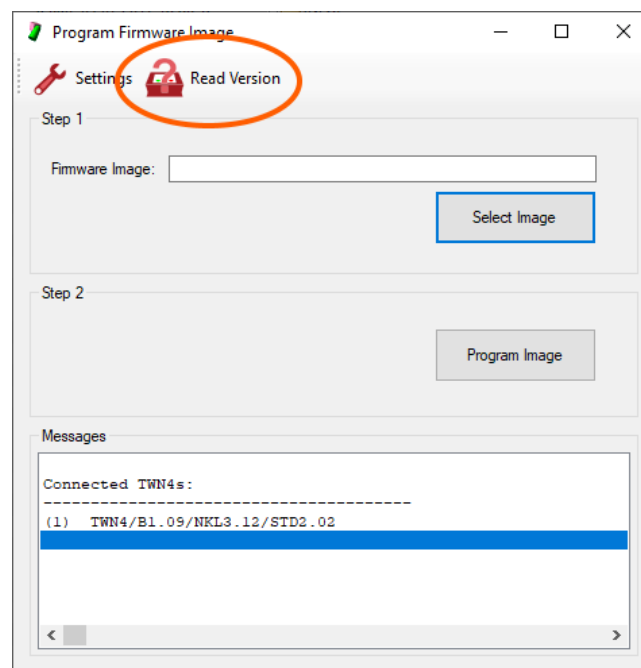 Program Firmware Image
Settings
Read Version
Step 1
Firmware Image:
Select Image
Step 2
Program Image
Messages
Connected TWN4s:
----------------------------------------
(1) TWN4/B1.09/NKL3.12/STD2.02